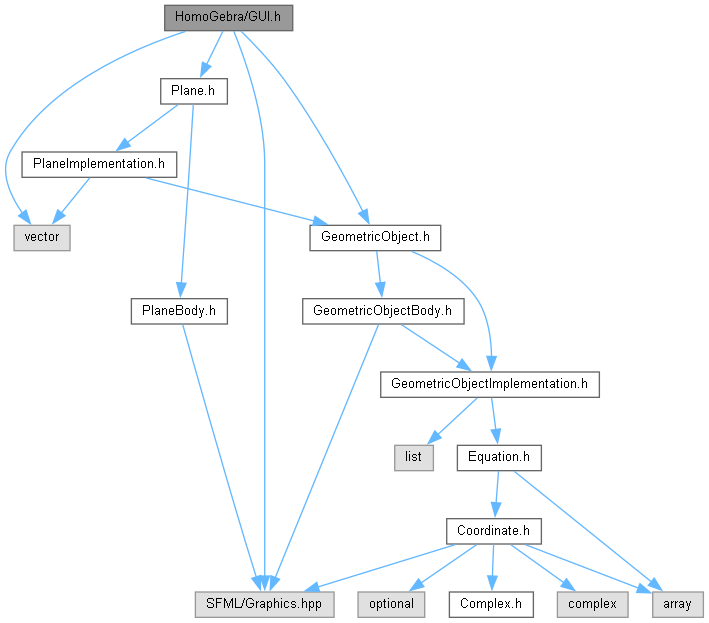 HomoGebra/GUI.h
Plane.h
PlaneImplementation.h
vector
GeometricObject.h
PlaneBody.h
GeometricObjectBody.h
GeometricObjectImplementation.h
list
Equation.h
Coordinate.h
SFML/Graphics.hpp
optional
Complex.h
complex
array